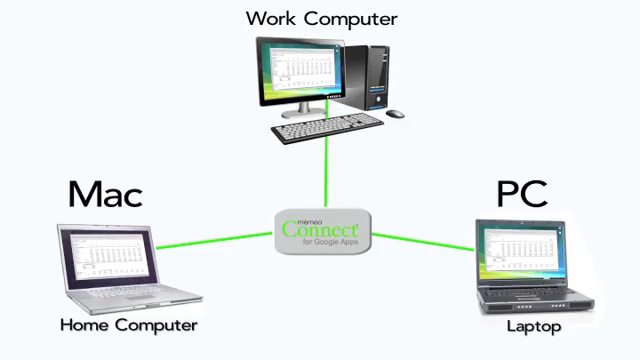 Work Computer
Mac
PC
memeo
Connect
for Google Apps
Home Computer
Laptop